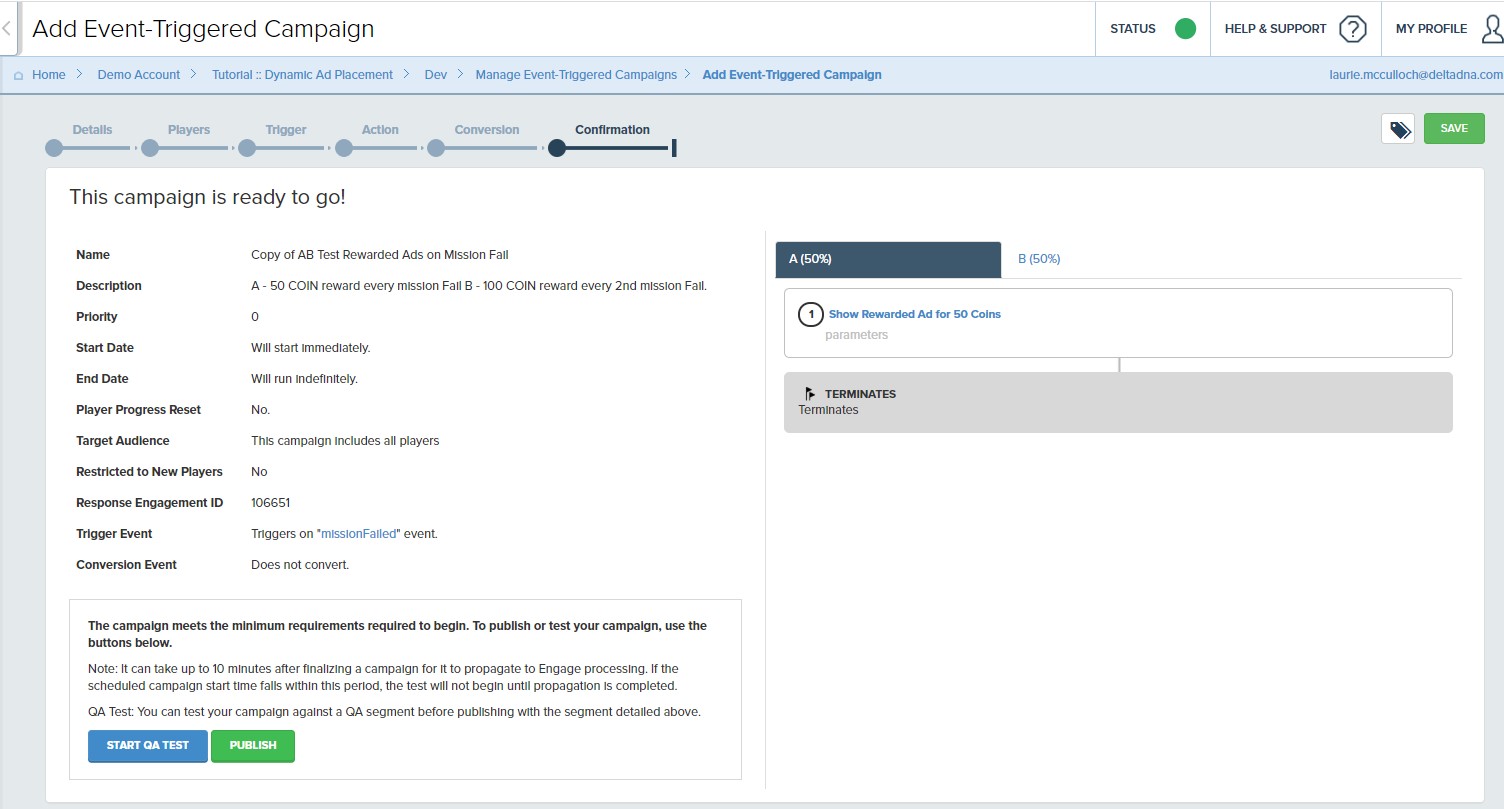 Add Event-Triggered Campaign
STATUS
HELP & SUPPORT
?
MY PROFILE
Home > Demo Account > Tutorial :: Dynamic Ad Placement > Dev > Manage Event-Triggered Campaigns > Add Event-Triggered Campaign
laurie.mcculloch@deltadna.com
Details
Players
Trigger
Action
Conversion
Confirmation
SAVE
This campaign is ready to go!
Name Copy of AB Test Rewarded Ads on Mission Fail
Description A - 50 COIN reward every mission Fail B - 100 COIN reward every 2nd mission Fail.
Priority 0
Start Date Will start immediately.
End Date Will run indefinitely.
Player Progress Reset No.
Target Audience This campaign includes all players
Restricted to New Players No
Response Engagement ID 106651
Trigger Event Triggers on "missionFailed" event.
Conversion Event Does not convert.
The campaign meets the minimum requirements required to begin. To publish or test your campaign, use the
buttons below.
Note: It can take up to 10 minutes after finalizing a campaign for it to propagate to Engage processing. If the
scheduled campaign start time falls within this period, the test will not begin until propagation is completed.
QA Test: You can test your campaign against a QA segment before publishing with the segment detailed above.
START QA TEST
PUBLISH
A (50%)
B (50%)
1 Show Rewarded Ad for 50 Coins
parameters
TERMINATES
Terminates